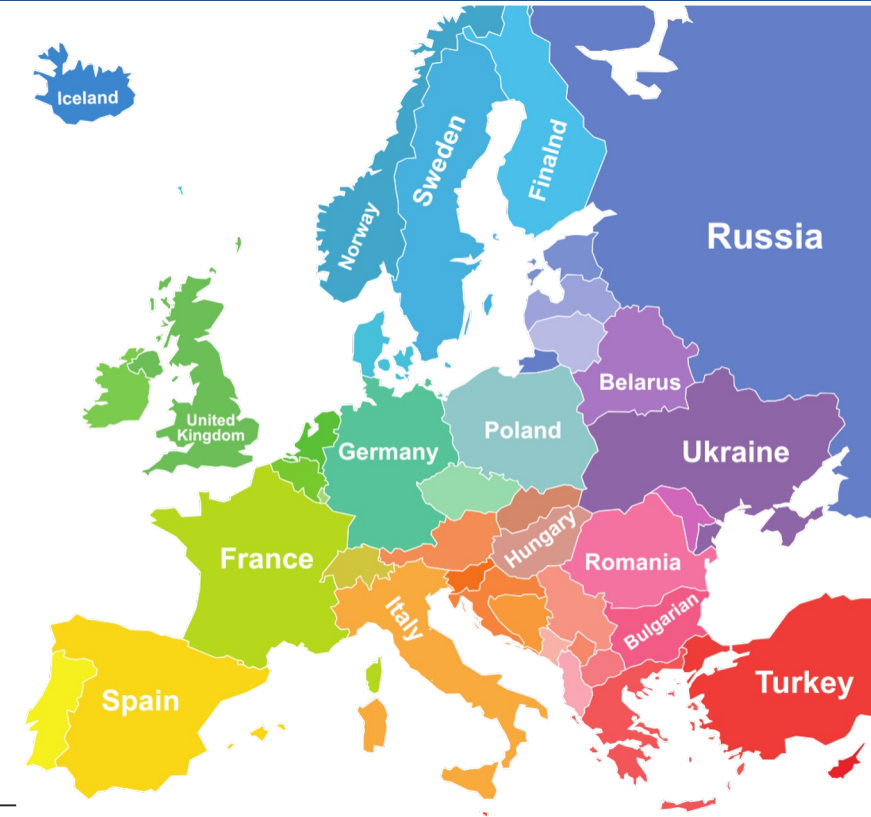 Iceland
Sweden
Finalnd
Norway
Russia
Belarus
United
Kingdom
Poland
Germany
Ukraine
Hungary
France
Romania
Italy
Bulgarian
Spain
Turkey